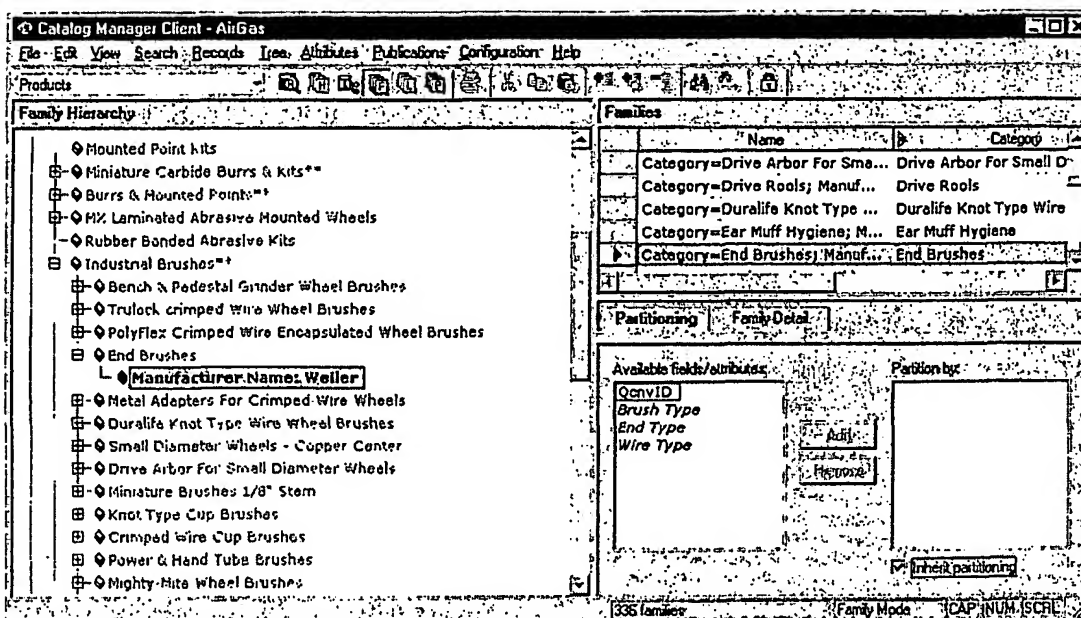 Catalog Manager Client - AirGas
File Edit View Search Records Tree Attributes Publications Configuration Help
Products
Family Hierarchy
Mounted Point kits
Miniature Carbide Burrs & Kits*+
Burrs & Mounted Points*+
MX Laminated Abrasive Mounted Wheels
Rubber Bonded Abrasive Kits
Industrial Brushes*+
Bench & Pedestal Grinder Wheel Brushes
Trulock crimped Wire Wheel Brushes
PolyFlex Crimped Wire Encapsulated Wheel Brushes
End Brushes
Manufacturer Name: Weiler
Metal Adapters For Crimped Wire Wheels
Duralife Knot Type Wire Wheel Brushes
Small Diameter Wheels - Copper Center
Drive Arbor For Small Diameter Wheels
Miniature Brushes 1/8" Stem
Knot Type Cup Brushes
Crimped Wire Cup Brushes
Power & Hand Tube Brushes
Mighty-Mite Wheel Brushes
Families
Name Category
Category=Drive Arbor For Sma... Drive Arbor For Small D
Category=Drive Rools; Manuf... Drive Rools
Category=Duralife Knot Type ... Duralife Knot Type Wire
Category=Ear Muff Hygiene; M... Ear Muff Hygiene
Category=End Brushes; Manuf... End Brushes
Partitioning Family Detail
Available fields/attributes: Partition by:
QcnvID
Brush Type
End Type
Wire Type
Add
Remove
Inherit partitioning
335 families Family Mode CAP NUM SCRL